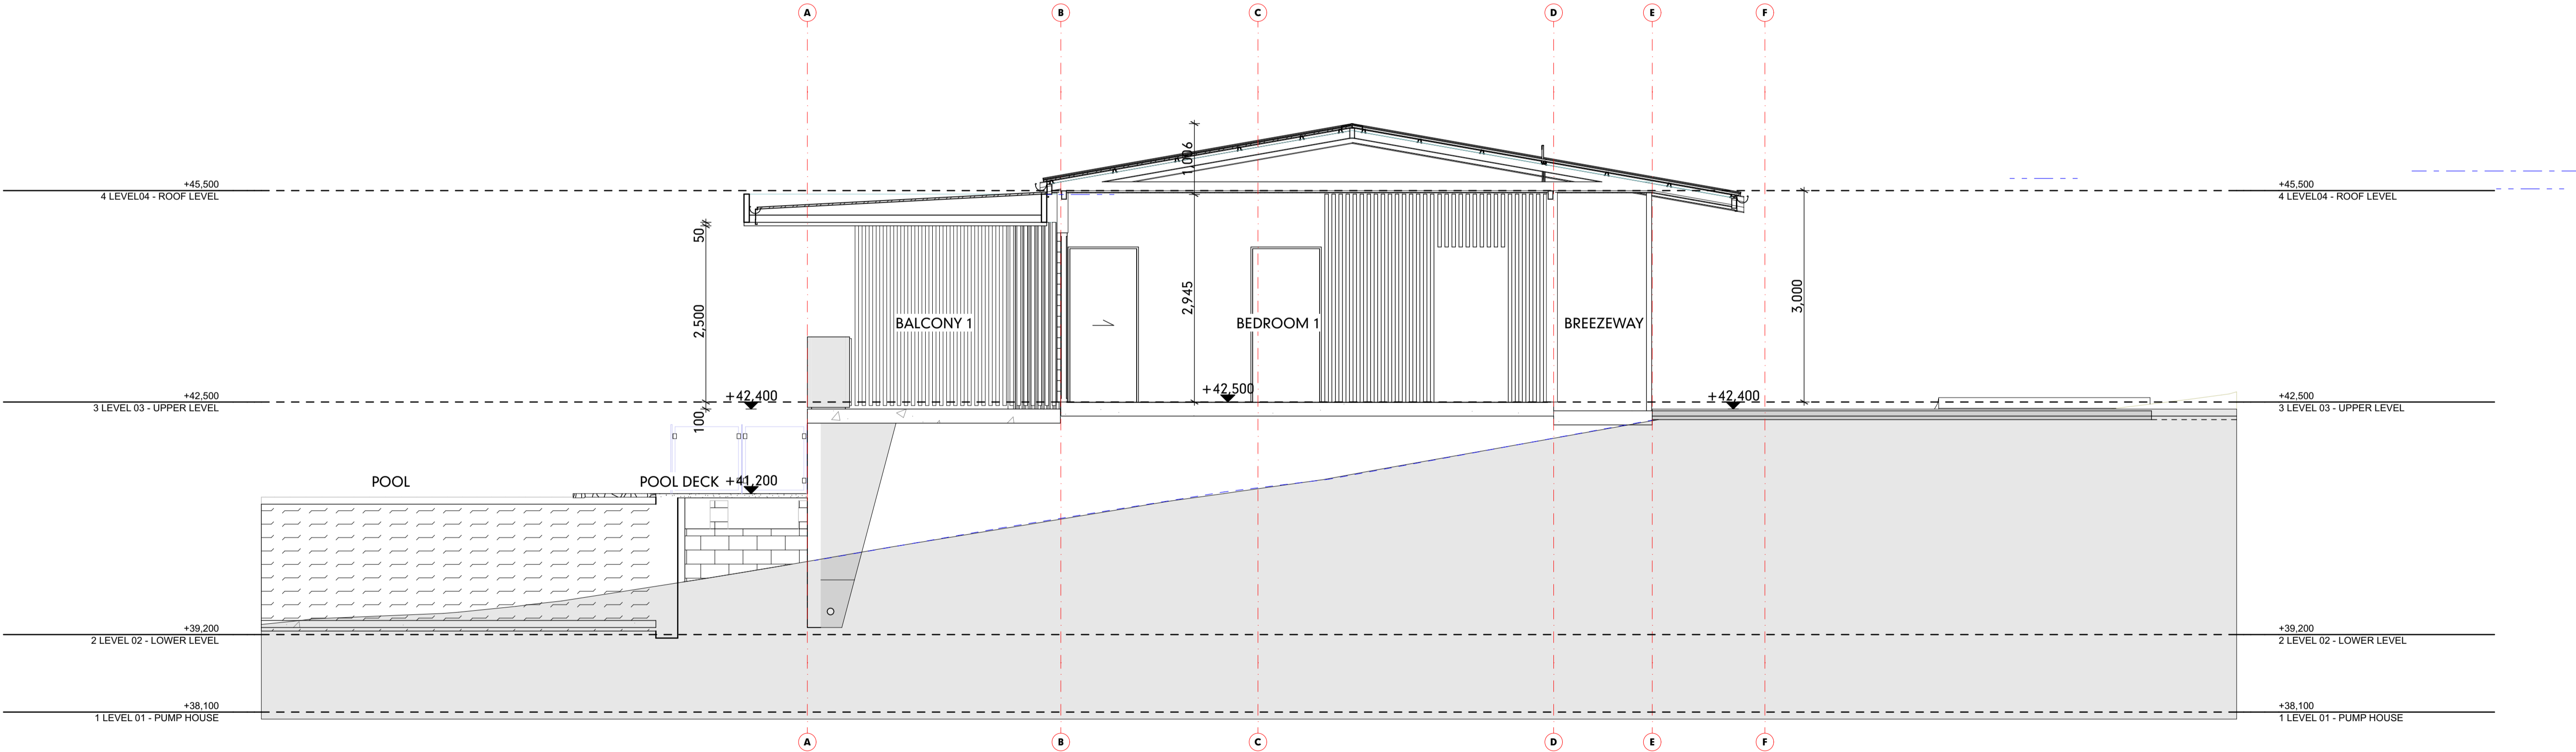 A B C D E F
1,006
+45,500 +45,500
4 LEVEL04 - ROOF LEVEL 4 LEVEL04 - ROOF LEVEL
50
2,945
3,000
2,500
BALCONY 1 BEDROOM 1 BREEZEWAY
+42,500 +42,400 +42,500 +42,400 +42,500
3 LEVEL 03 - UPPER LEVEL 3 LEVEL 03 - UPPER LEVEL
100
POOL POOL DECK +41,200
+39,200 +39,200
2 LEVEL 02 - LOWER LEVEL 2 LEVEL 02 - LOWER LEVEL
+38,100 +38,100
1 LEVEL 01 - PUMP HOUSE 1 LEVEL 01 - PUMP HOUSE
A B C D E F